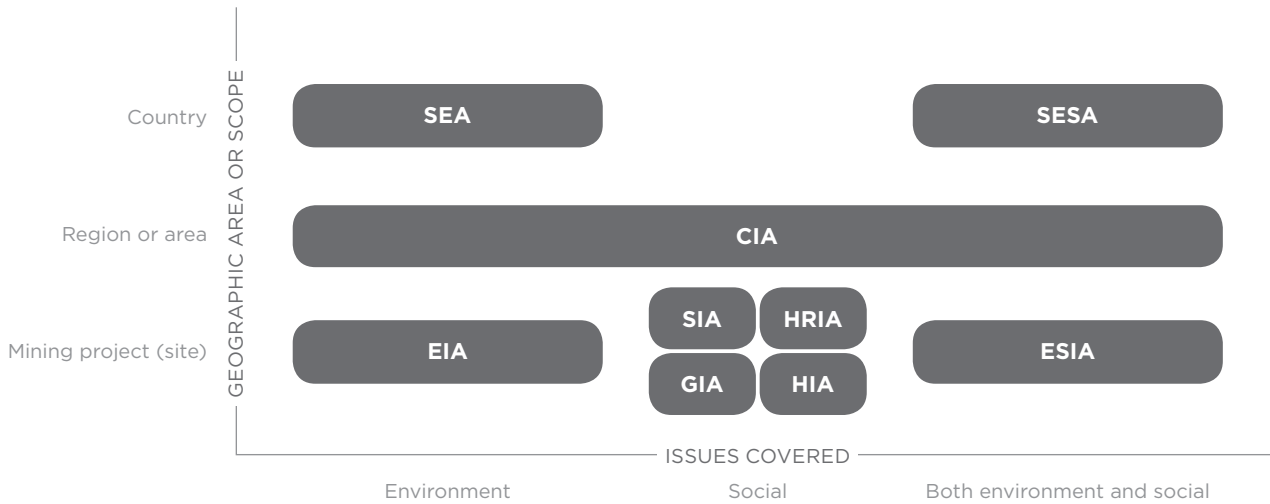 GEOGRAPHIC AREA OR SCOPE
Country
SEA
SESA
Region or area
CIA
Mining project (site)
EIA
SIA
HRIA
GIA
HIA
ESIA
ISSUES COVERED
Environment
Social
Both environment and social